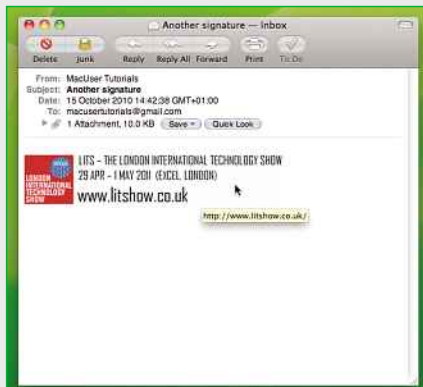 Another signature — Inbox
Delete Junk Reply Reply All Forward Print To Do
From: MacUser Tutorials
Subject: Another signature
Date: 15 October 2010 14:42:38 GMT+01:00
To: macusertutorials@gmail.com
1 Attachment, 10.0 KB Save Quick Look
LONDON
INTERNATIONAL
TECHNOLOGY
SHOW
LITS – THE LONDON INTERNATIONAL TECHNOLOGY SHOW
29 APR – 1 MAY 2011 (EXCEL, LONDON)
www.litshow.co.uk
http://www.litshow.co.uk/